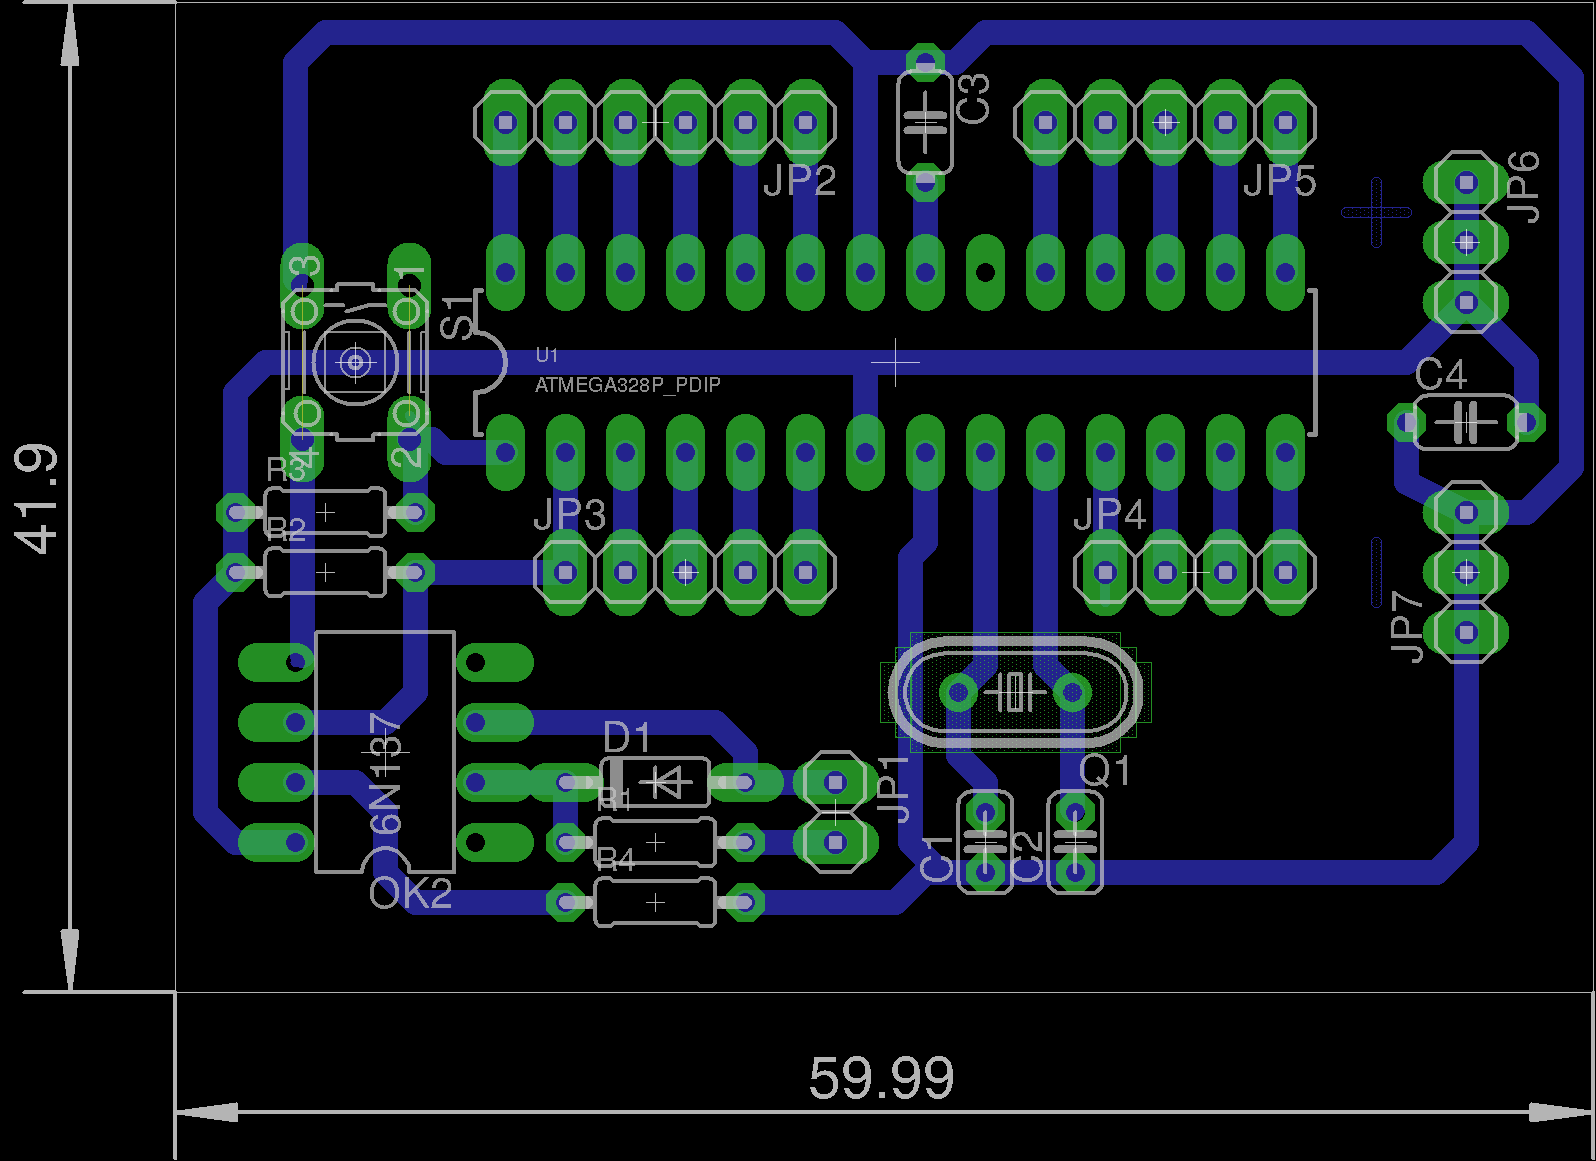 C3
JP2
JP5
JP6
3
1
S1
U1
ATMEGA328P_PDIP
C4
41.9
4
2
R3
R2
JP3
JP4
JP7
6N137
D1
JP1
Q1
R1
R4
C1
C2
OK2
59.99